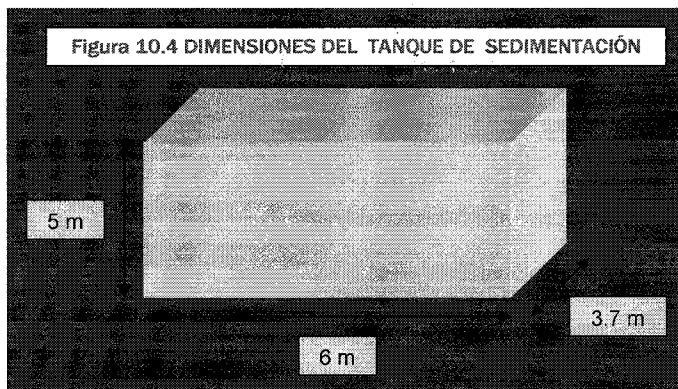 Figura 10.4 DIMENSIONES DEL TANQUE DE SEDIMENTACIÓN
5 m
3.7 m
6 m